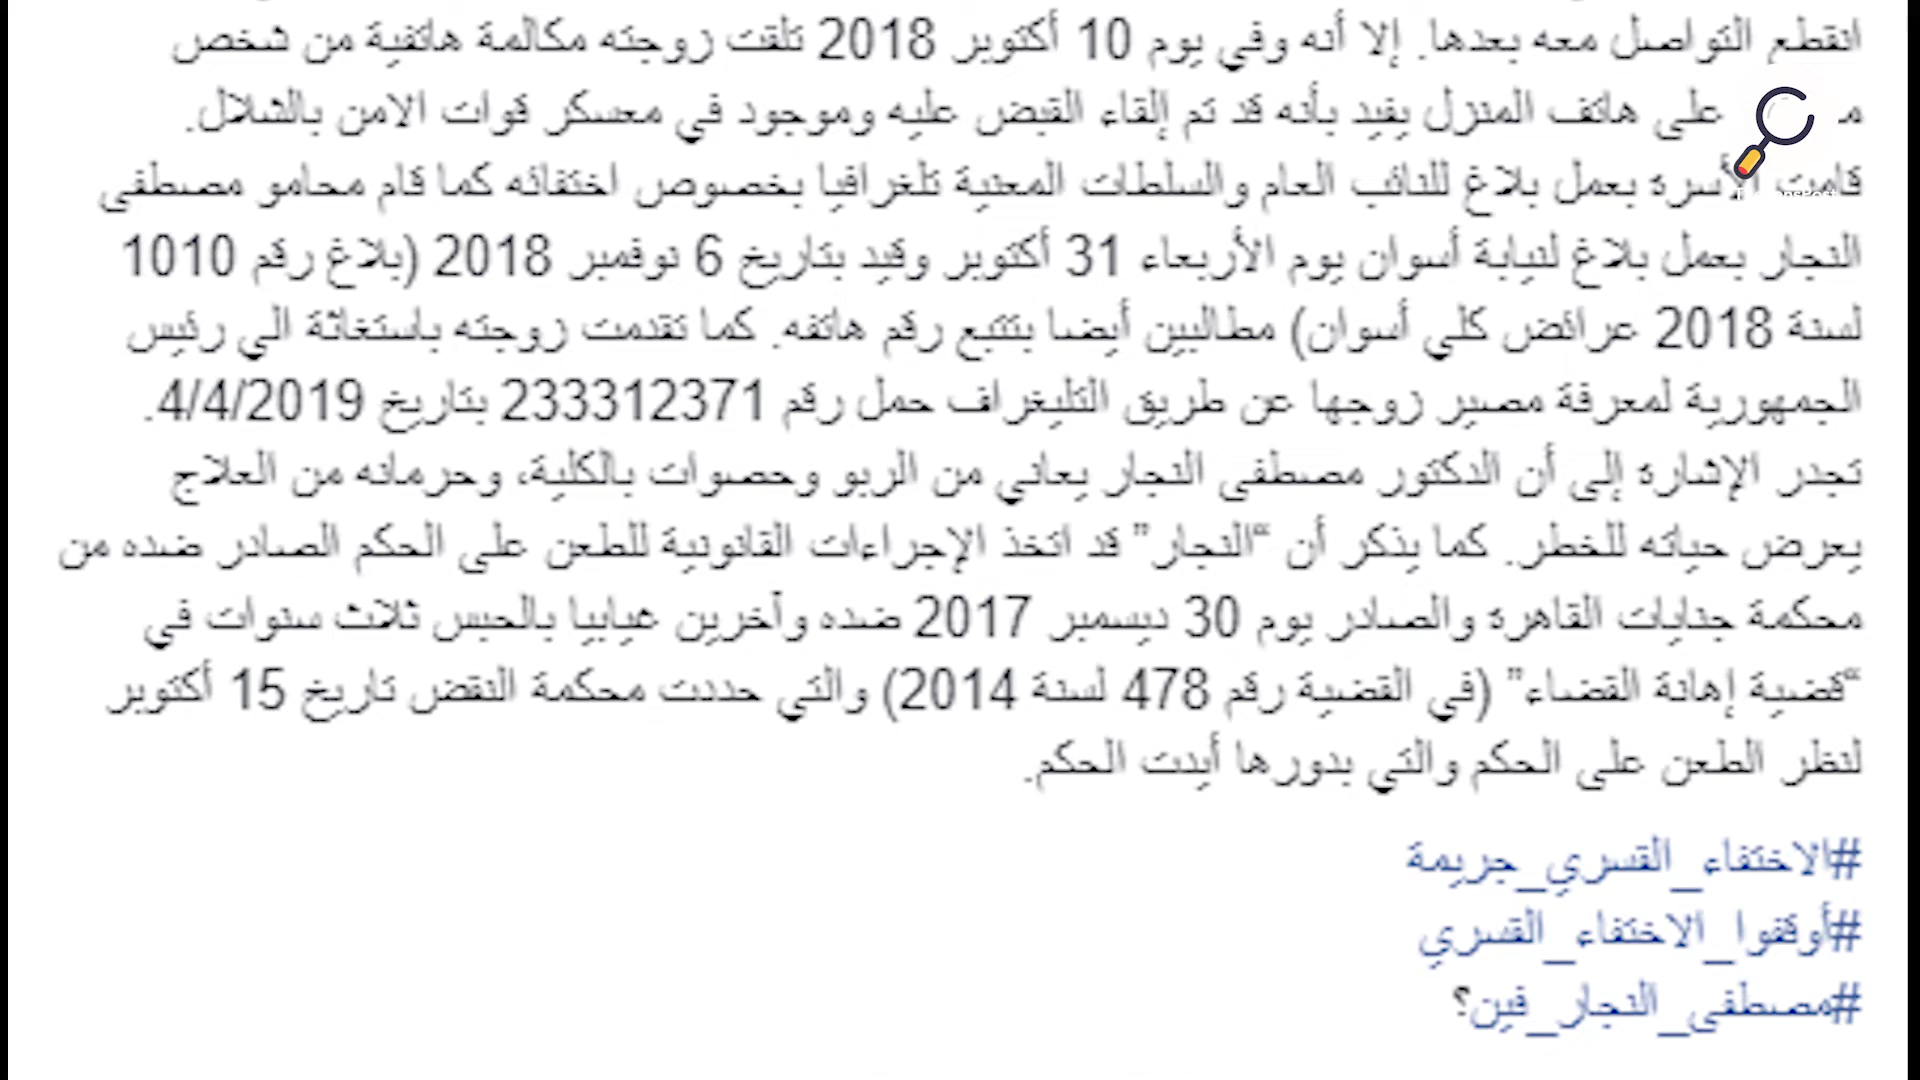 انقطع التواصل معه بعدها. إلا أنه وفي يوم 10 أكتوبر 2018 تلقت زوجته مكالمة هاتفية من شخص
على هاتف المنزل يفيد بأنه قد تم إلقاء القبض عليه وموجود في معسكر قوات الامن بالشلال.
قامت الأسرة بعمل بلاغ للنائب العام والسلطات المعنية تلغرافيا بخصوص اختفائه كما قام محامو مصطفى
النجار بعمل بلاغ لنيابة أسوان يوم الأربعاء 31 أكتوبر وقيد بتاريخ 6 نوفمبر 2018 (بلاغ رقم 1010
لسنة 2018 عرائض كلي أسوان) مطالبين أيضا بتتبع رقم هاتفه. كما تقدمت زوجته باستغاثة الي رئيس
الجمهورية لمعرفة مصير زوجها عن طريق التليغراف حمل رقم 233312371 بتاريخ 4/4/2019.
تجدر الإشارة إلى أن الدكتور مصطفى النجار يعاني من الربو وحصوات بالكلية، وحرمانه من العلاج
يعرض حياته للخطر. كما يذكر أن “النجار” قد اتخذ الإجراءات القانونية للطعن على الحكم الصادر ضده من
محكمة جنايات القاهرة والصادر يوم 30 ديسمبر 2017 ضده وآخرين غيابيا بالحبس ثلاث سنوات في
“قضية إهانة القضاء” (في القضية رقم 478 لسنة 2014) والتي حددت محكمة النقض تاريخ 15 أكتوبر
لنظر الطعن على الحكم والتي بدورها أيدت الحكم.
#الاختفاء_القسري_جريمة
#أوقفوا_الاختفاء_القسري
#مصطفى_النجار_فين؟